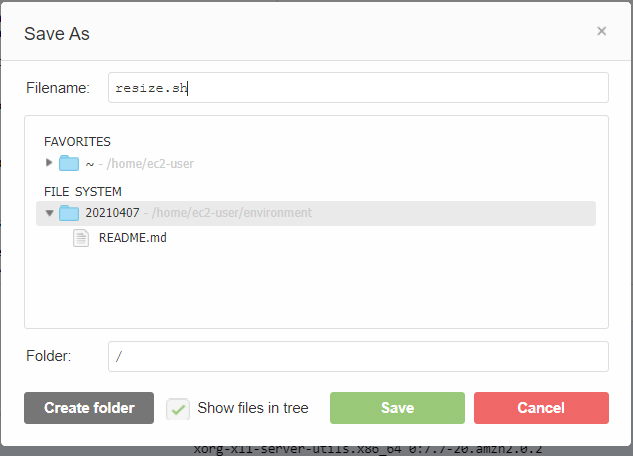 Save As
×
Filename: resize.sh
FAVORITES
~ - /home/ec2-user
FILE SYSTEM
20210407 - /home/ec2-user/environment
README.md
Folder: /
Create folder Show files in tree Save Cancel
xorg-x11-server-utils.x86_64 0:7.7-20.amzn2.0.2